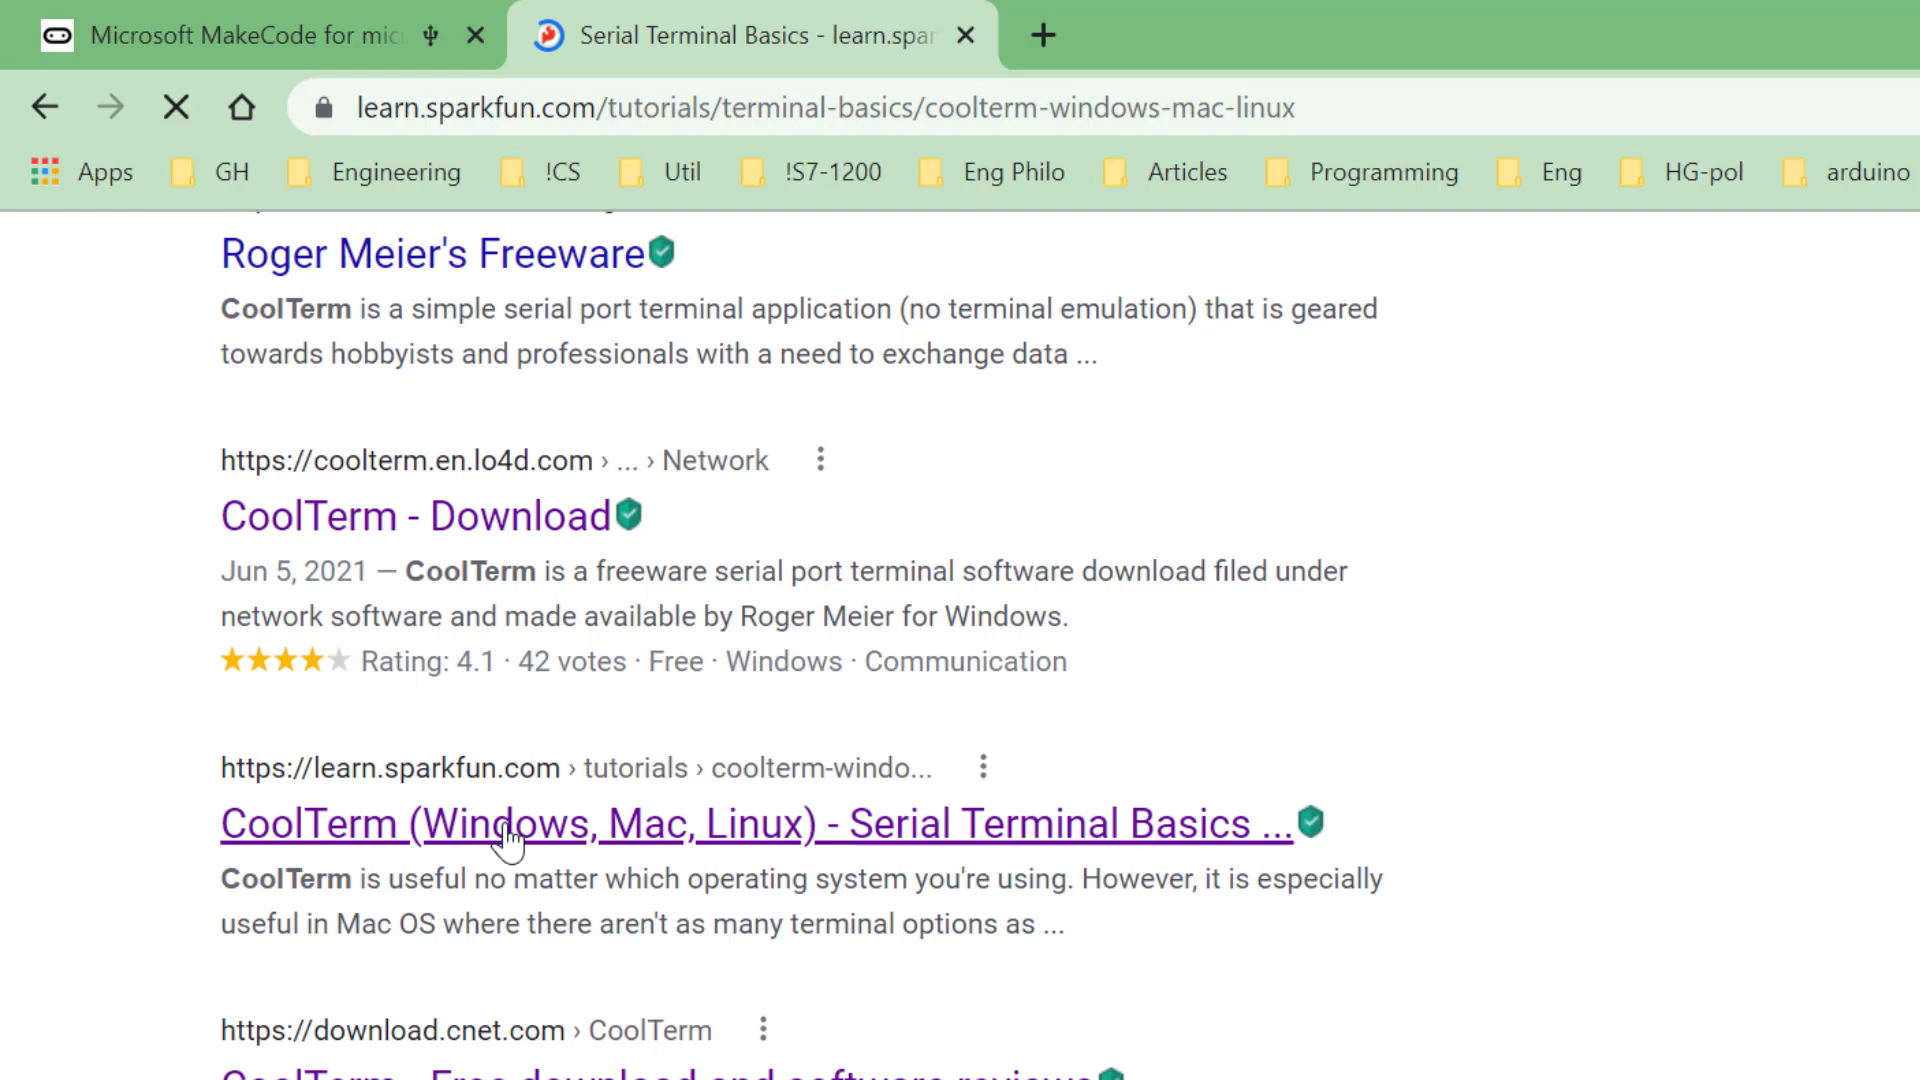 Microsoft MakeCode for mic
Serial Terminal Basics - learn.spar
learn.sparkfun.com/tutorials/terminal-basics/coolterm-windows-mac-linux
Apps GH Engineering !CS Util !S7-1200 Eng Philo Articles Programming Eng HG-pol arduino
Roger Meier's Freeware
CoolTerm is a simple serial port terminal application (no terminal emulation) that is geared
towards hobbyists and professionals with a need to exchange data ...
https://coolterm.en.lo4d.com › ... › Network
CoolTerm - Download
Jun 5, 2021 — CoolTerm is a freeware serial port terminal software download filed under
network software and made available by Roger Meier for Windows.
Rating: 4.1 · 42 votes · Free · Windows · Communication
https://learn.sparkfun.com › tutorials › coolterm-windo...
CoolTerm (Windows, Mac, Linux) - Serial Terminal Basics ...
CoolTerm is useful no matter which operating system you're using. However, it is especially
useful in Mac OS where there aren't as many terminal options as ...
https://download.cnet.com › CoolTerm
CoolTerm - Free download and software reviews